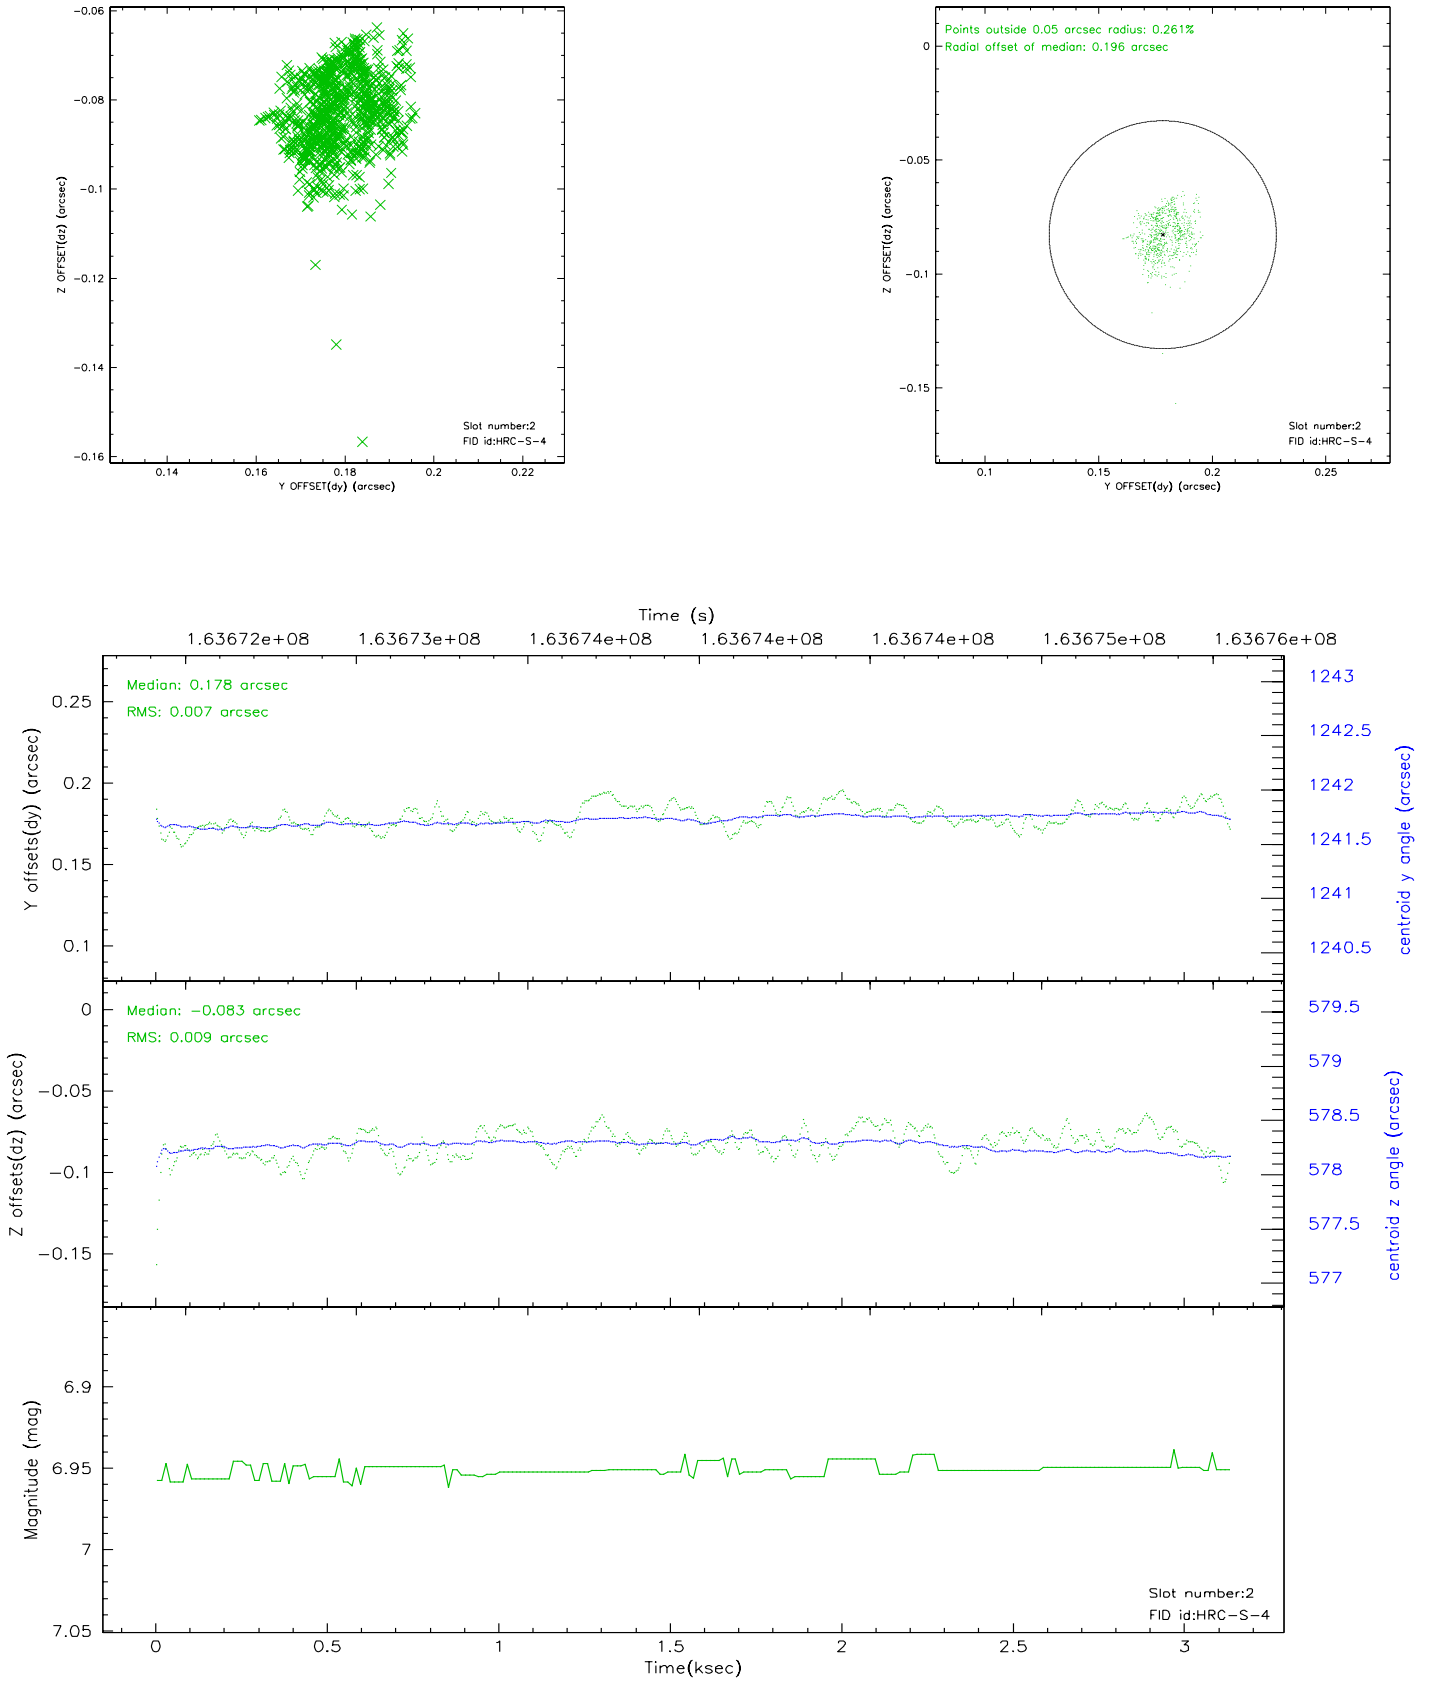 −0.06
−0.08
−0.1
−0.12
−0.14
−0.16
Z OFFSET(dz) (arcsec)
0.14 0.16 0.18 0.2 0.22
Y OFFSET(dy) (arcsec)
Slot number:2
FID id:HRC−S−4
Points outside 0.05 arcsec radius: 0.261%
Radial offset of median: 0.196 arcsec
0
−0.05
−0.1
−0.15
Z OFFSET(dz) (arcsec)
0.1 0.15 0.2 0.25
Y OFFSET(dy) (arcsec)
Slot number:2
FID id:HRC−S−4
Time (s)
1.63672e+08 1.63673e+08 1.63674e+08 1.63674e+08 1.63674e+08 1.63675e+08 1.63676e+08
Median: 0.178 arcsec
RMS: 0.007 arcsec
0.25
0.2
0.15
0.1
Y offsets(dy) (arcsec)
1243
1242.5
1242
1241.5
1241
1240.5
centroid y angle (arcsec)
Median: −0.083 arcsec
RMS: 0.009 arcsec
0
−0.05
−0.1
−0.15
Z offsets(dz) (arcsec)
579.5
579
578.5
578
577.5
577
centroid z angle (arcsec)
6.9
6.95
7
7.05
Magnitude (mag)
Slot number:2
FID id:HRC−S−4
0 0.5 1 1.5 2 2.5 3
Time(ksec)